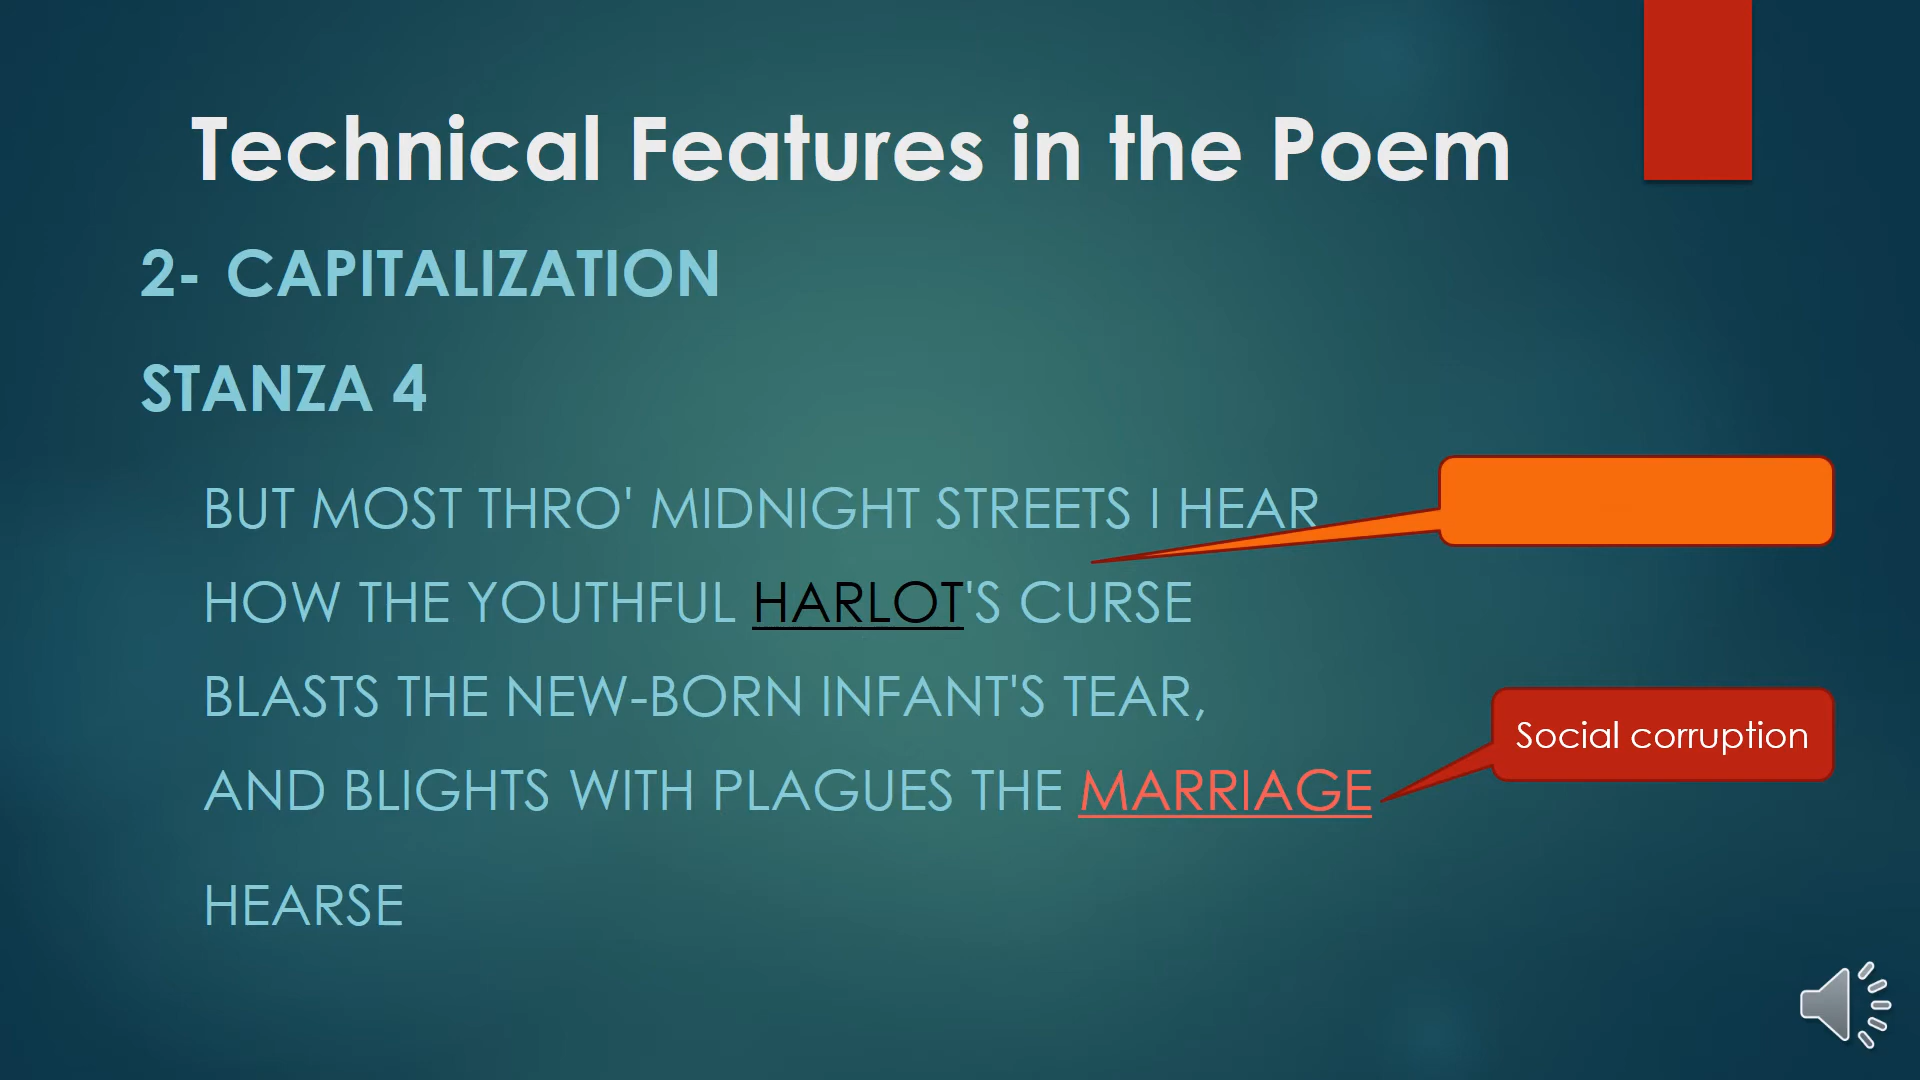 Technical Features in the Poem
2- CAPITALIZATION
STANZA 4
BUT MOST THRO' MIDNIGHT STREETS I HEAR
HOW THE YOUTHFUL HARLOT'S CURSE
BLASTS THE NEW-BORN INFANT'S TEAR,
Social corruption
AND BLIGHTS WITH PLAGUES THE MARRIAGE
HEARSE